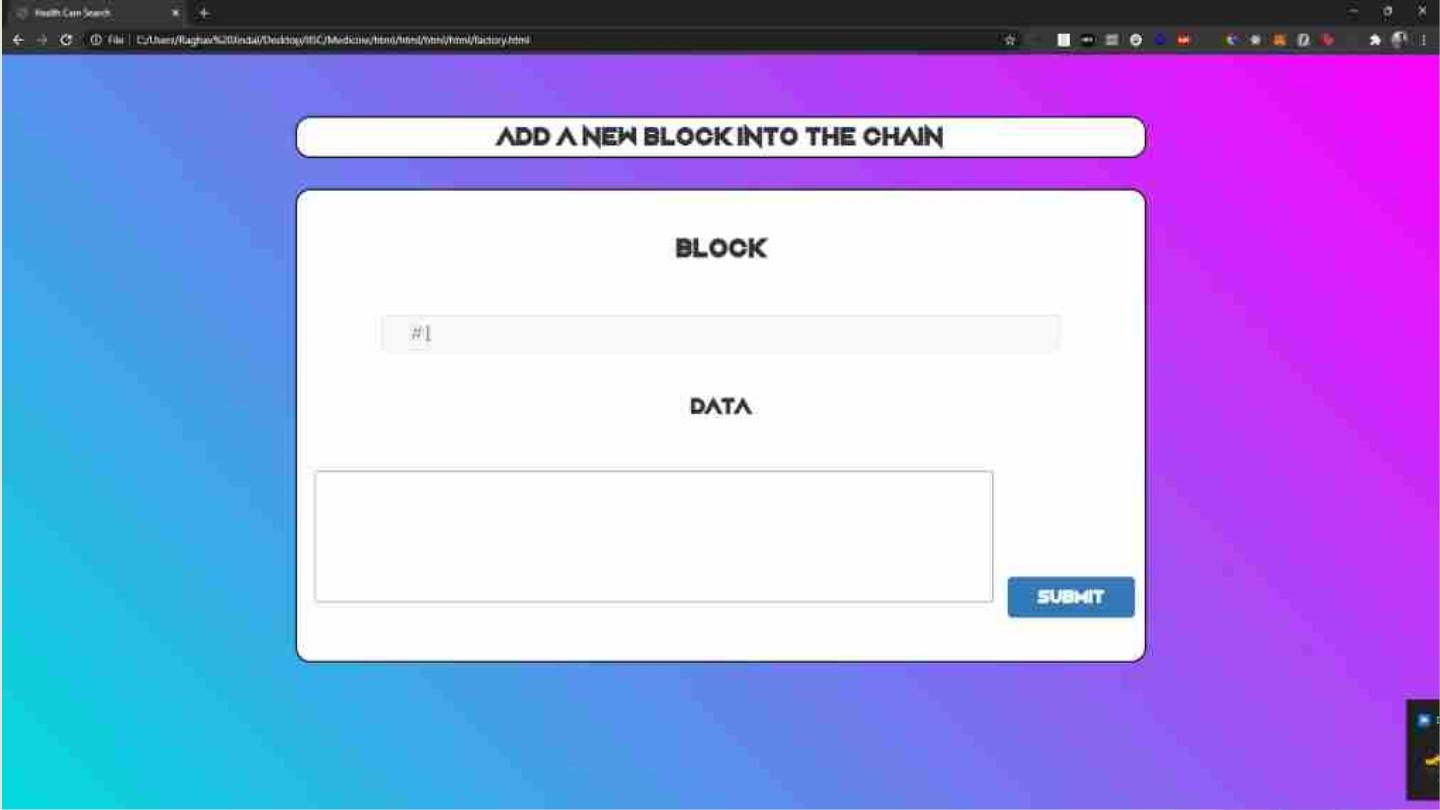 Health Care Search
File C:/Users/Raghav%20Jindal/Desktop/IISC/Medicine/html/html/html/html/factory.html
ADD A NEW BLOCK INTO THE CHAIN
BLOCK
#1
DATA
SUBMIT